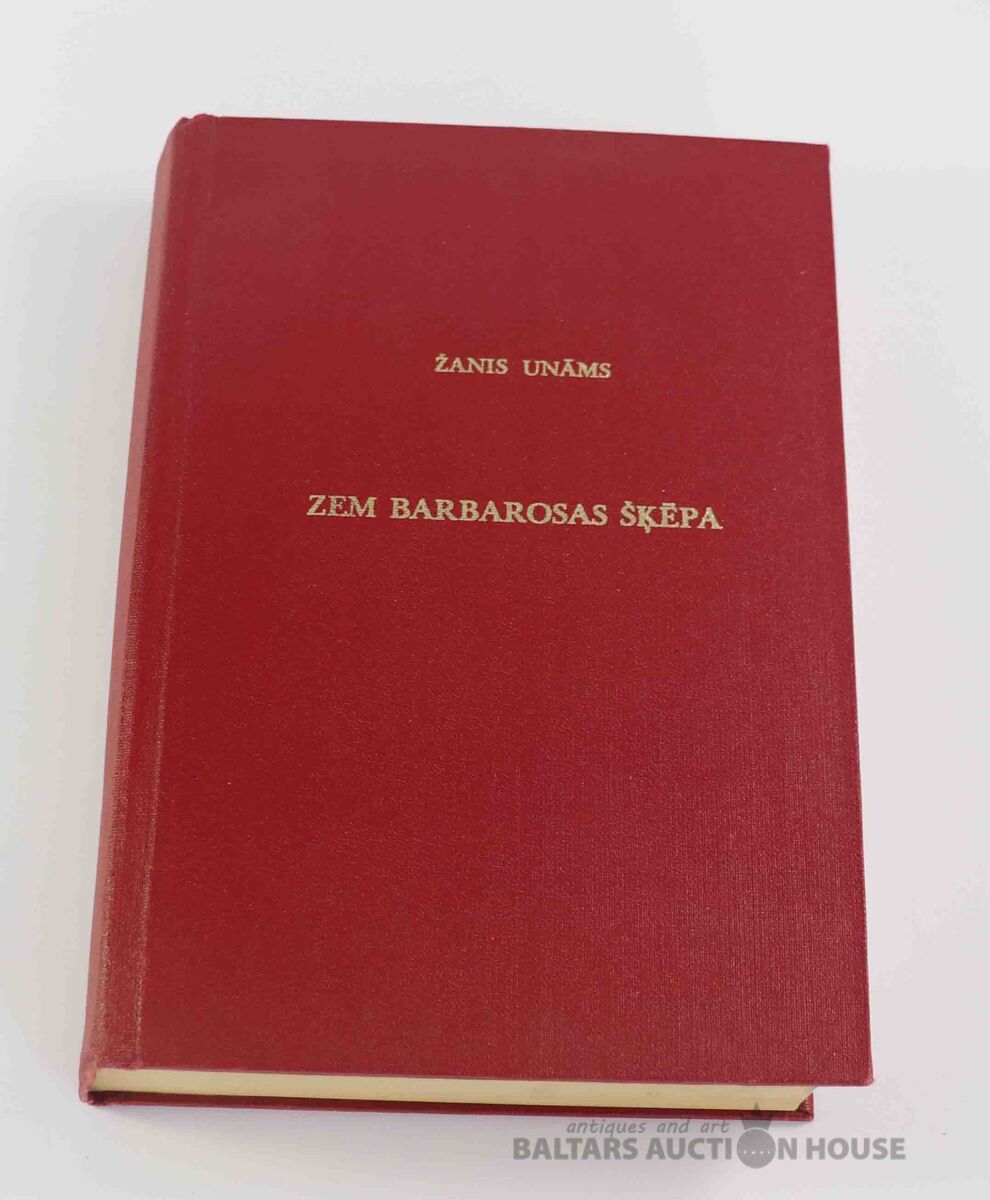 ŽANIS UNĀMS
ZEM BARBAROSAS ŠĶĒPA
antiques and art
BALTARS AUCTION HOUSE